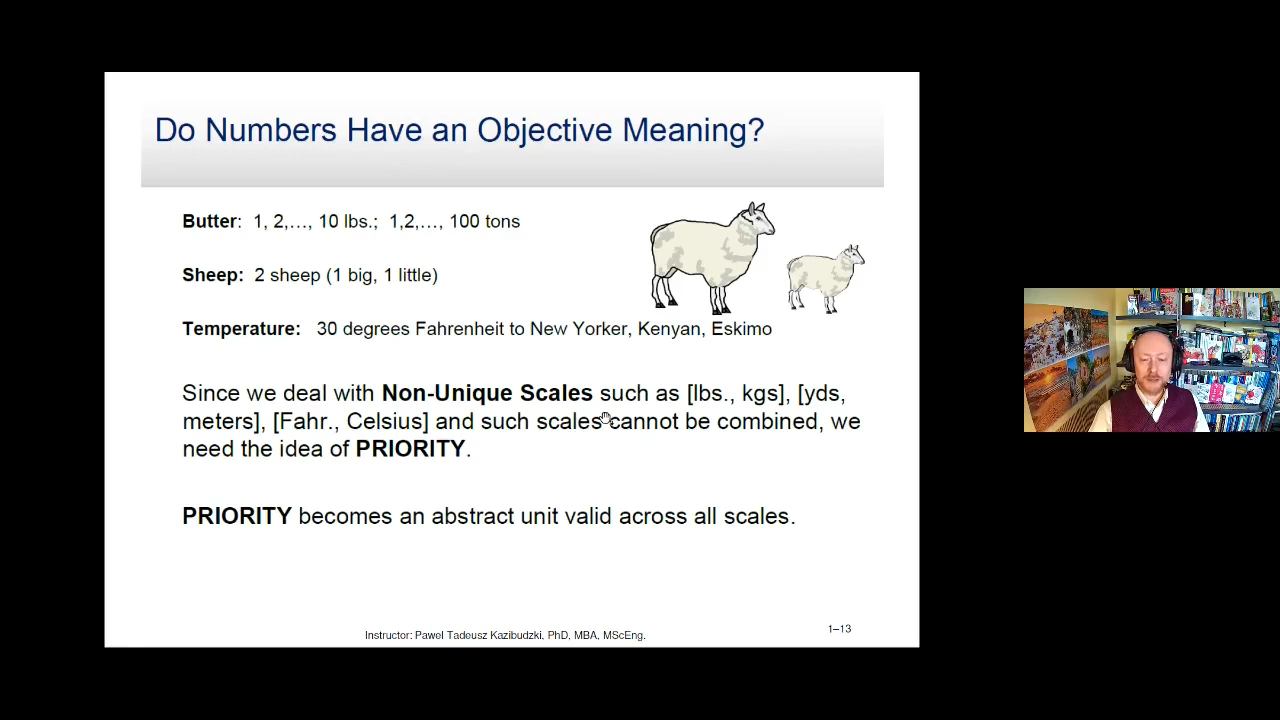 Do Numbers Have an Objective Meaning?
Butter: 1, 2,…, 10 lbs.; 1,2,…, 100 tons
Sheep: 2 sheep (1 big, 1 little)
Temperature: 30 degrees Fahrenheit to New Yorker, Kenyan, Eskimo
Since we deal with Non-Unique Scales such as [lbs., kgs], [yds,
meters], [Fahr., Celsius] and such scales cannot be combined, we
need the idea of PRIORITY.
PRIORITY becomes an abstract unit valid across all scales.
Instructor: Pawel Tadeusz Kazibudzki, PhD, MBA, MScEng.
1–13